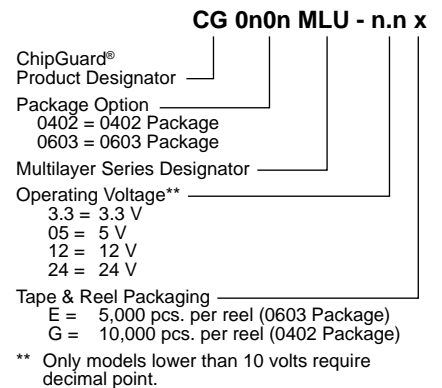 CG 0n0n MLU - n.n x
ChipGuard®
Product Designator
Package Option
0402 = 0402 Package
0603 = 0603 Package
Multilayer Series Designator
Operating Voltage**
3.3 = 3.3 V
05 = 5 V
12 = 12 V
24 = 24 V
Tape & Reel Packaging
E = 5,000 pcs. per reel (0603 Package)
G = 10,000 pcs. per reel (0402 Package)
** Only models lower than 10 volts require
decimal point.